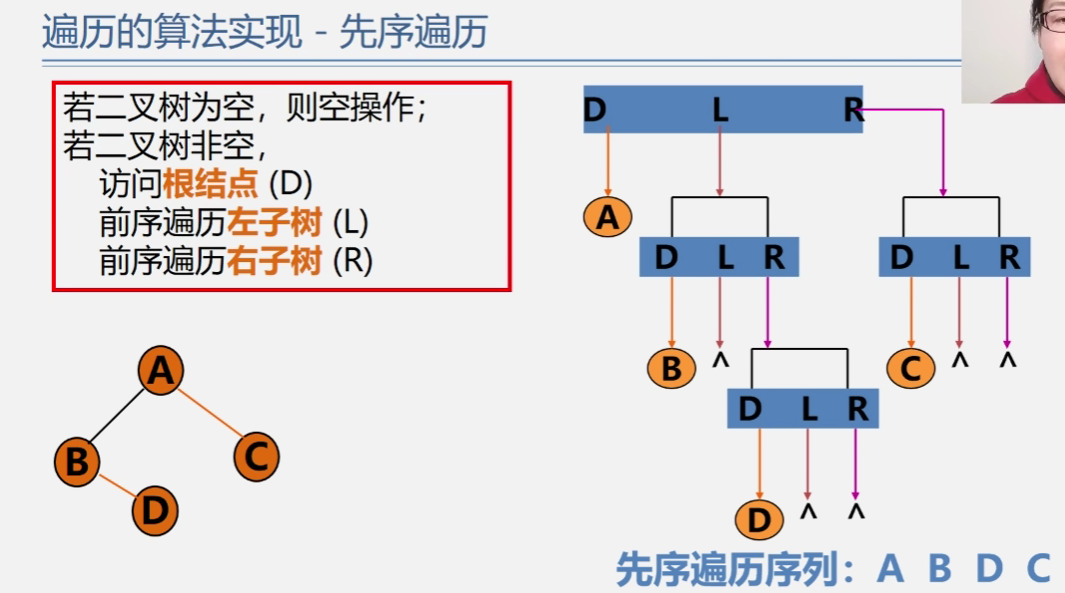 遍历的算法实现 - 先序遍历
若二叉树为空，则空操作；
若二叉树非空，
访问根结点 (D)
前序遍历左子树 (L)
前序遍历右子树 (R)
D L R
A
D L R
D L R
B ^
C ^ ^
D L R
D ^ ^
A
B
C
D
先序遍历序列：A B D C